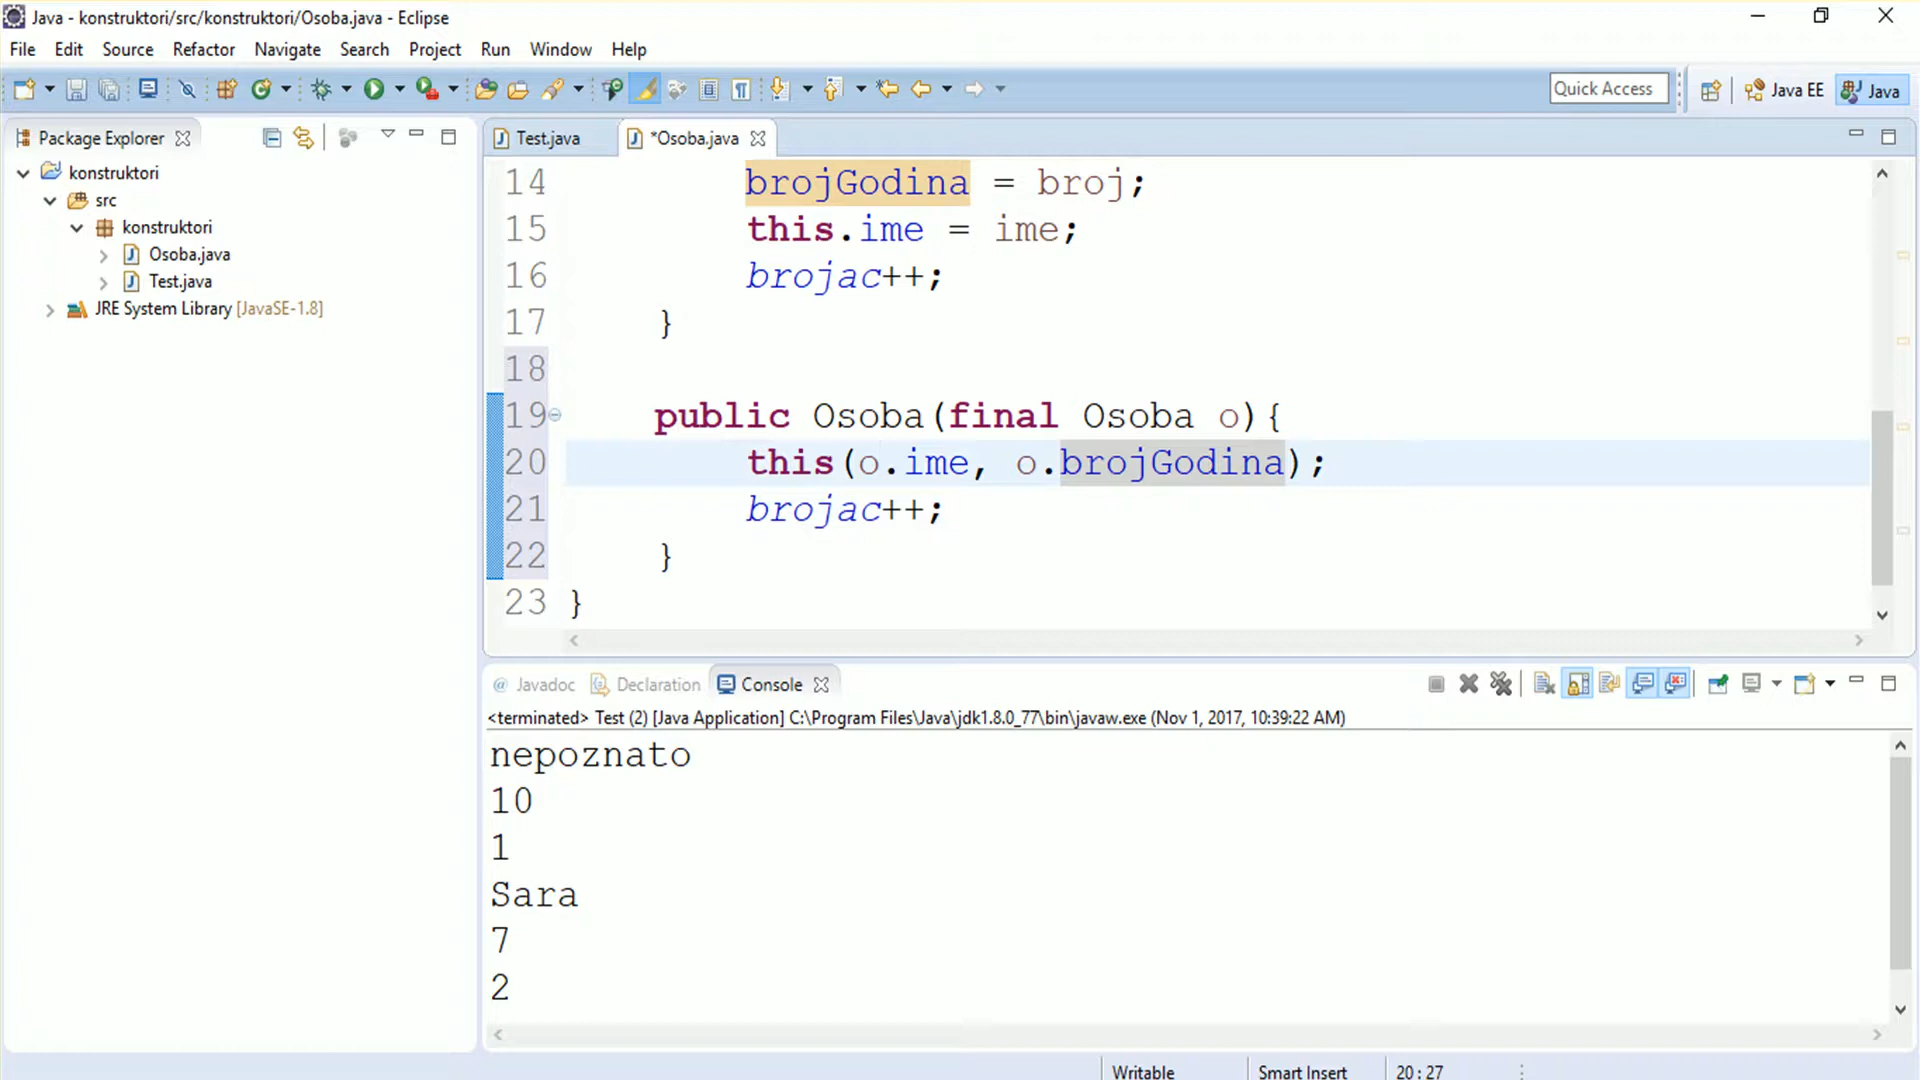 Java - konstruktori/src/konstruktori/Osoba.java - Eclipse
File Edit Source Refactor Navigate Search Project Run Window Help
Quick Access Java EE Java
Package Explorer
konstruktori
src
konstruktori
Osoba.java
Test.java
JRE System Library [JavaSE-1.8]
Test.java *Osoba.java
14 brojGodina = broj;
15 this.ime = ime;
16 brojac++;
17 }
18
19 public Osoba(final Osoba o){
20 this(o.ime, o.brojGodina);
21 brojac++;
22 }
23 }
@ Javadoc Declaration Console
<terminated> Test (2) [Java Application] C:\Program Files\Java\jdk1.8.0_77\bin\javaw.exe (Nov 1, 2017, 10:39:22 AM)
nepoznato
10
1
Sara
7
2
Writable Smart Insert 20 : 27